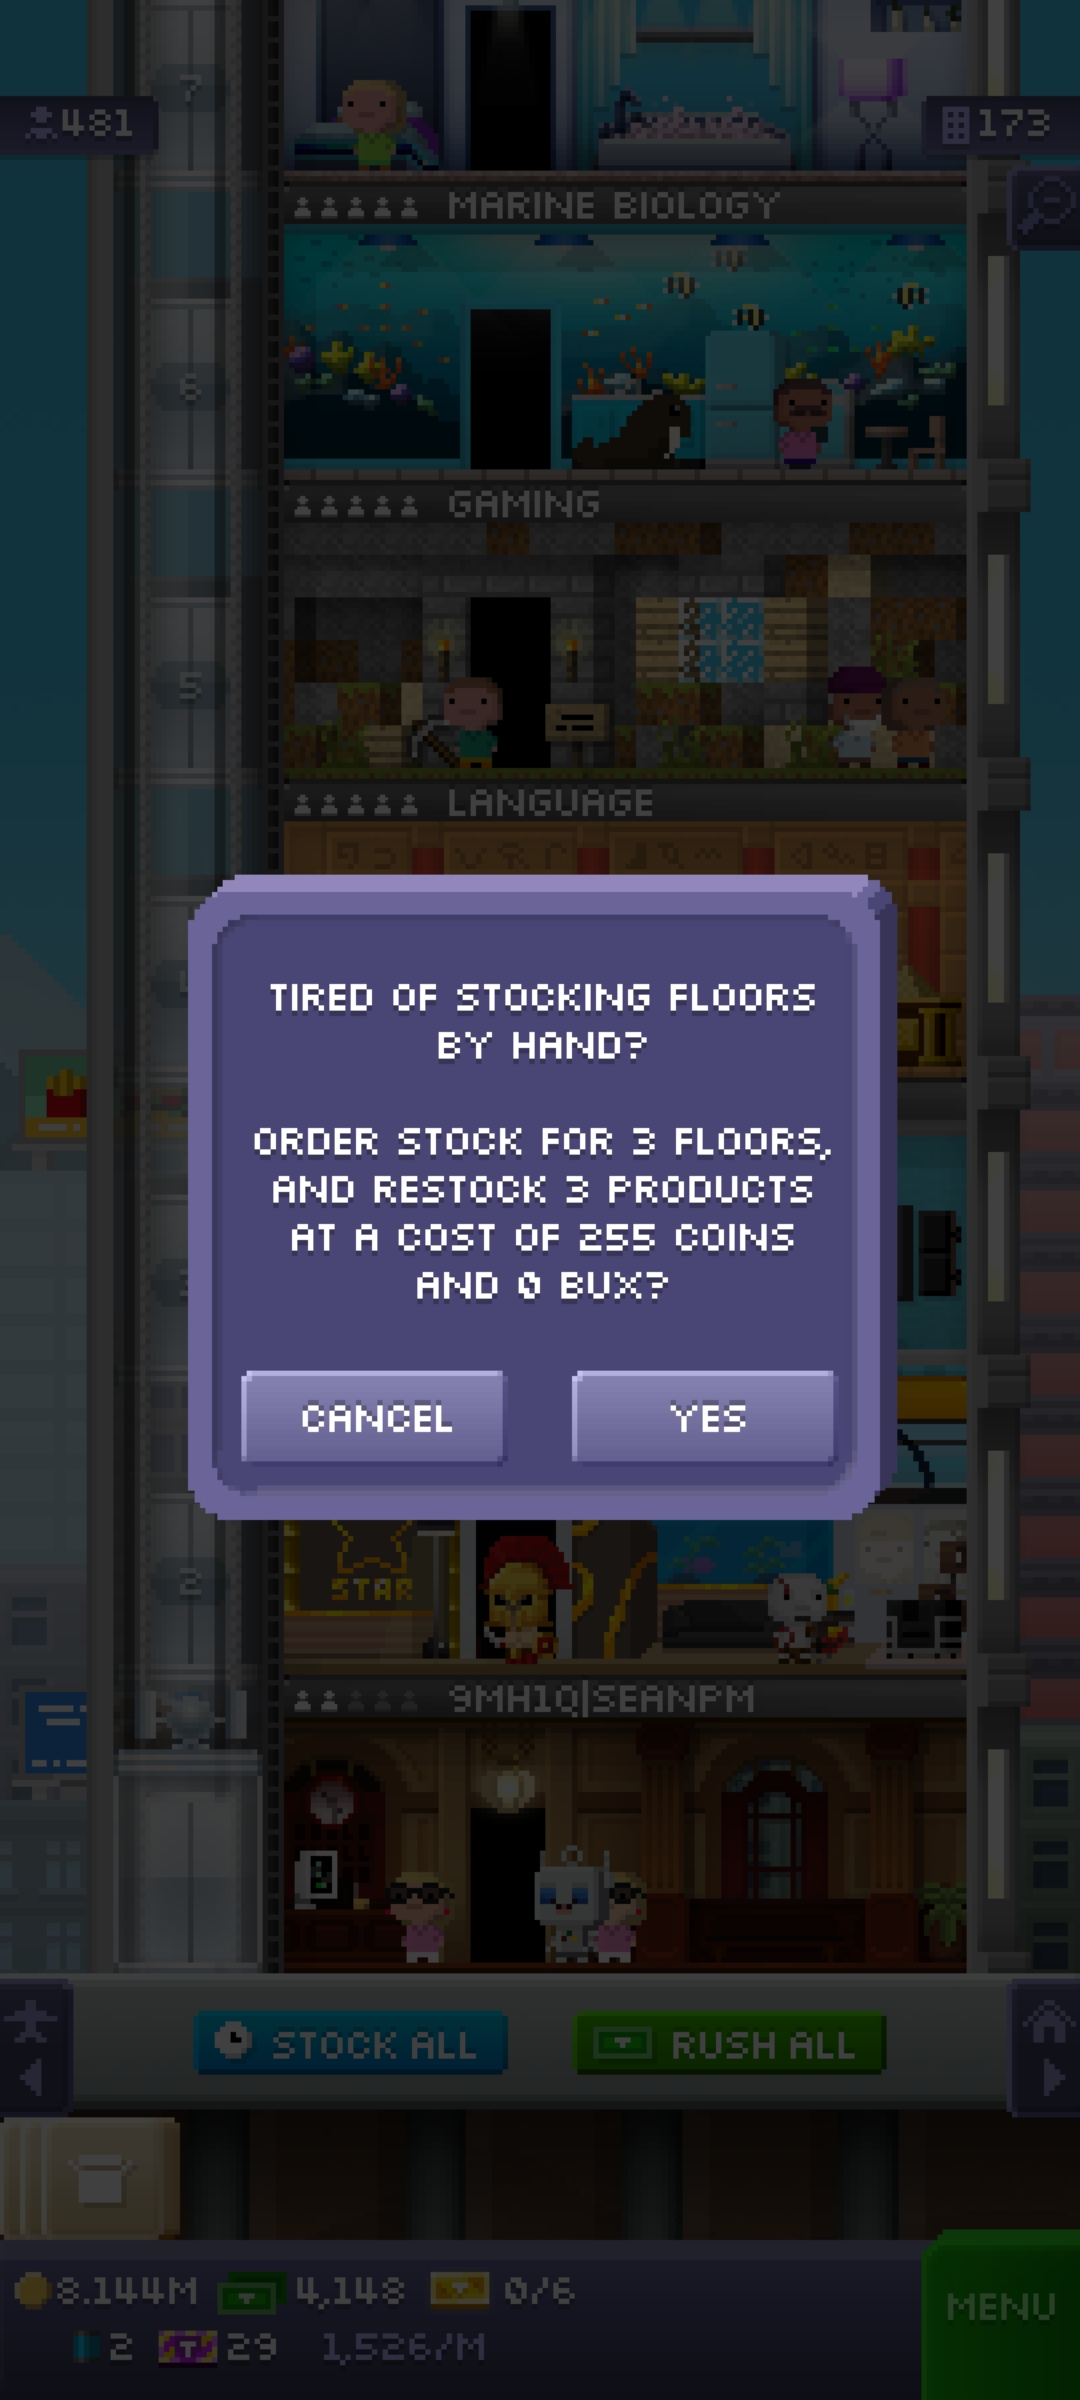 7
481
173
MARINE BIOLOGY
6
GAMING
5
LANGUAGE
TIRED OF STOCKING FLOORS
BY HAND?
ORDER STOCK FOR 3 FLOORS,
AND RESTOCK 3 PRODUCTS
AT A COST OF 255 COINS
AND 0 BUX?
CANCEL
YES
2
STAR
9MH1Q|SEANPM
STOCK ALL
RUSH ALL
8.144M
4,148
0/6
MENU
2
29
1,526/M